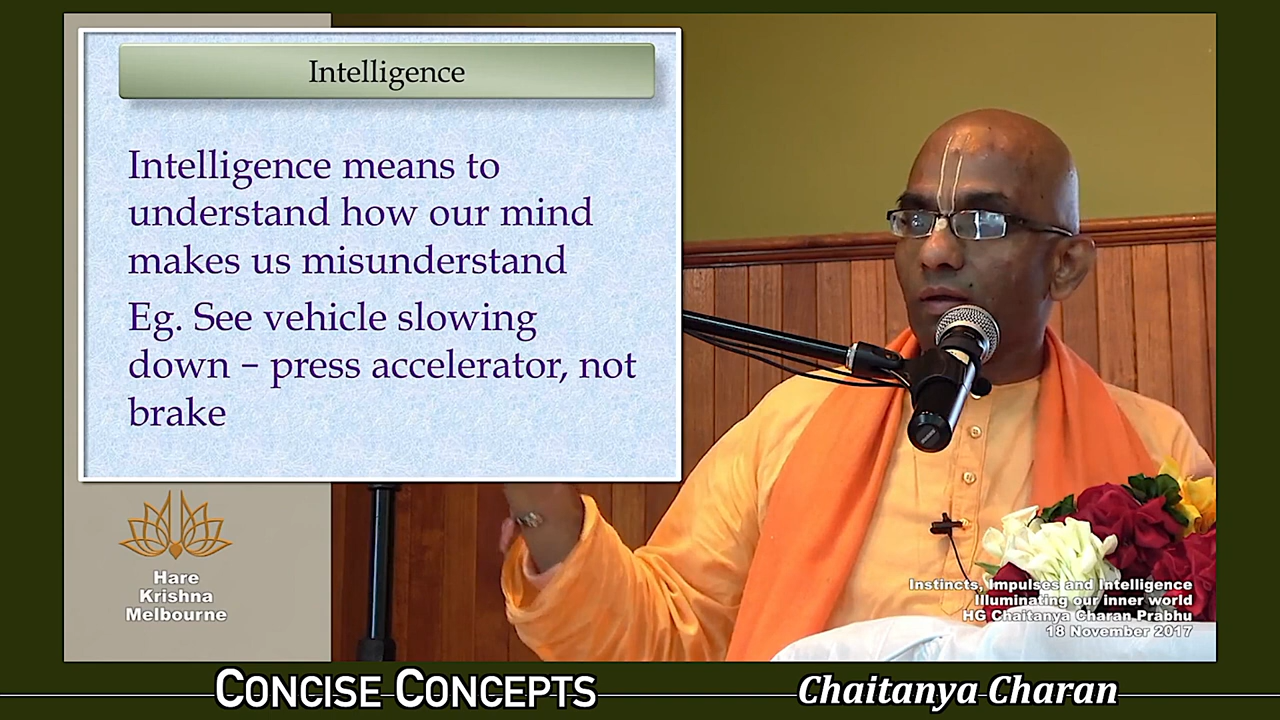 Intelligence
Intelligence means to
understand how our mind
makes us misunderstand
Eg. See vehicle slowing
down – press accelerator, not
brake
Hare
Krishna
Melbourne
Instincts, Impulses and Intelligence
Illuminating our inner world
HG Chaitanya Charan Prabhu
18 November 2017
Concise Concepts
Chaitanya Charan